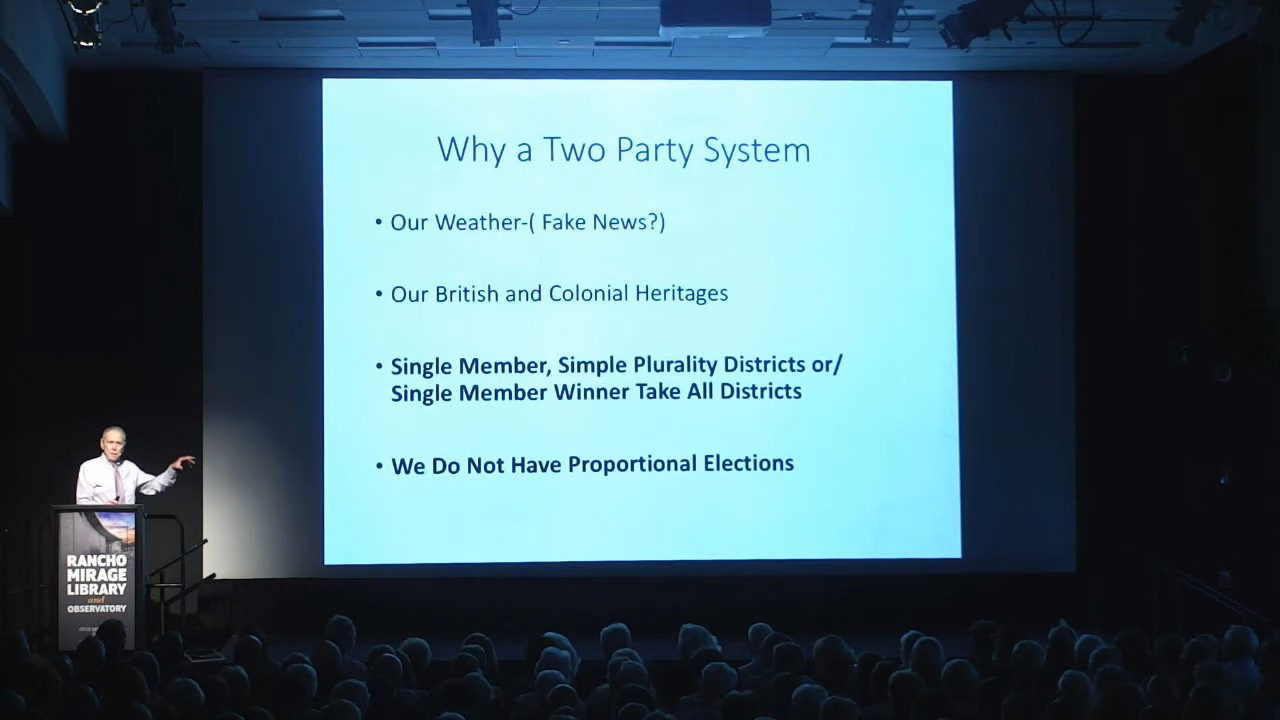 Why a Two Party System
• Our Weather-( Fake News?)
• Our British and Colonial Heritages
• Single Member, Simple Plurality Districts or/
Single Member Winner Take All Districts
• We Do Not Have Proportional Elections
RANCHO
MIRAGE
LIBRARY
and
OBSERVATORY